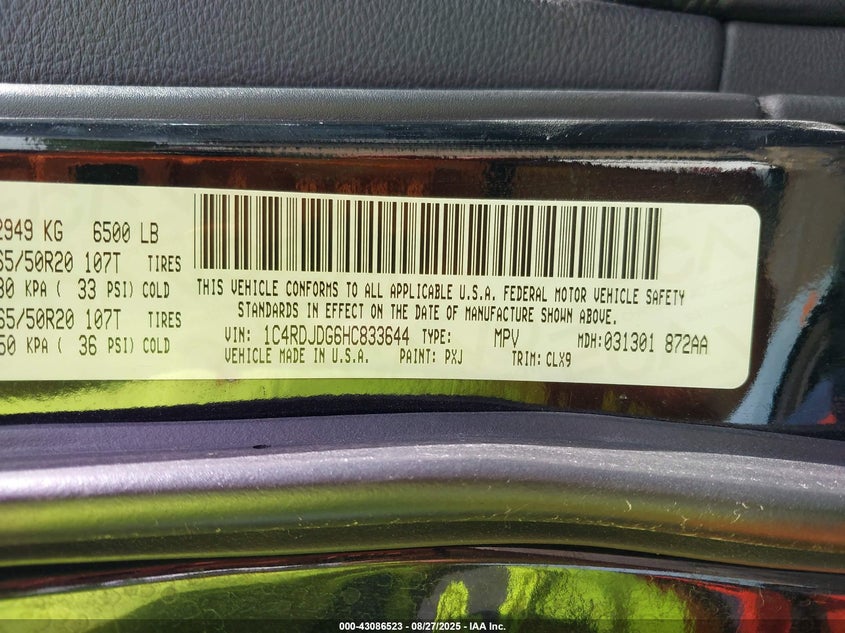 2949 KG 6500 LB
65/50R20 107T TIRES
30 KPA ( 33 PSI) COLD
65/50R20 107T TIRES
50 KPA ( 36 PSI) COLD
THIS VEHICLE CONFORMS TO ALL APPLICABLE U.S.A. FEDERAL MOTOR VEHICLE SAFETY
STANDARDS IN EFFECT ON THE DATE OF MANUFACTURE SHOWN ABOVE.
VIN: 1C4RDJDG6HC833644 TYPE: MPV MDH:031301 872AA
VEHICLE MADE IN U.S.A. PAINT: PXJ TRIM: CLX9
000-43086523 - 08/27/2025 - IAA Inc.